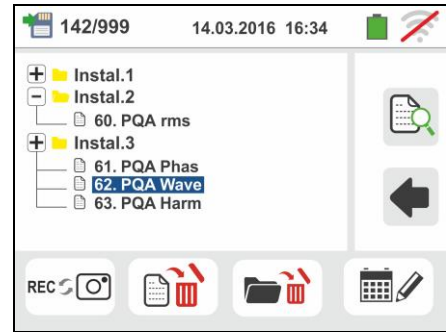 142/999 14.03.2016 16:34
Instal.1
Instal.2
60. PQA rms
Instal.3
61. PQA Phas
62. PQA Wave
63. PQA Harm
REC